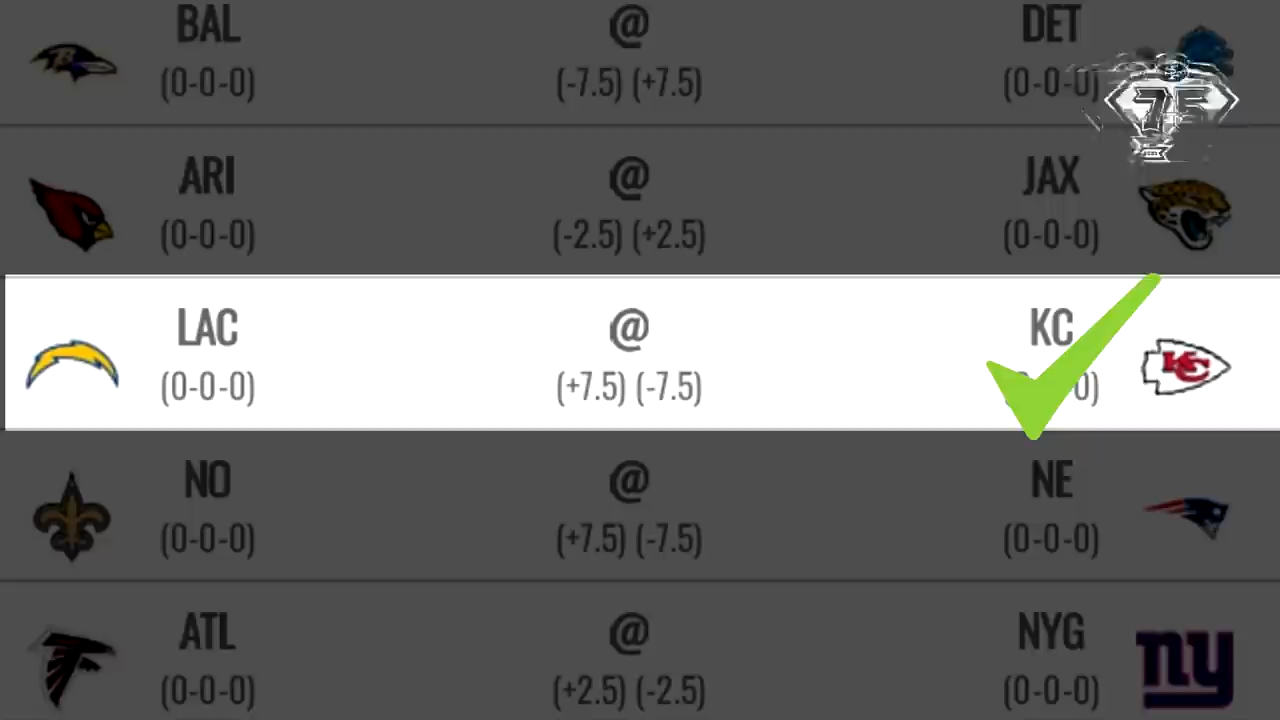 BAL @ DET
(0-0-0) (-7.5) (+7.5) (0-0-0)
ARI @ JAX
(0-0-0) (-2.5) (+2.5) (0-0-0)
LAC @ KC
(0-0-0) (+7.5) (-7.5) 0)
NO @ NE
(0-0-0) (+7.5) (-7.5) (0-0-0)
ATL @ NYG
(0-0-0) (+2.5) (-2.5) (0-0-0)
KC
ny